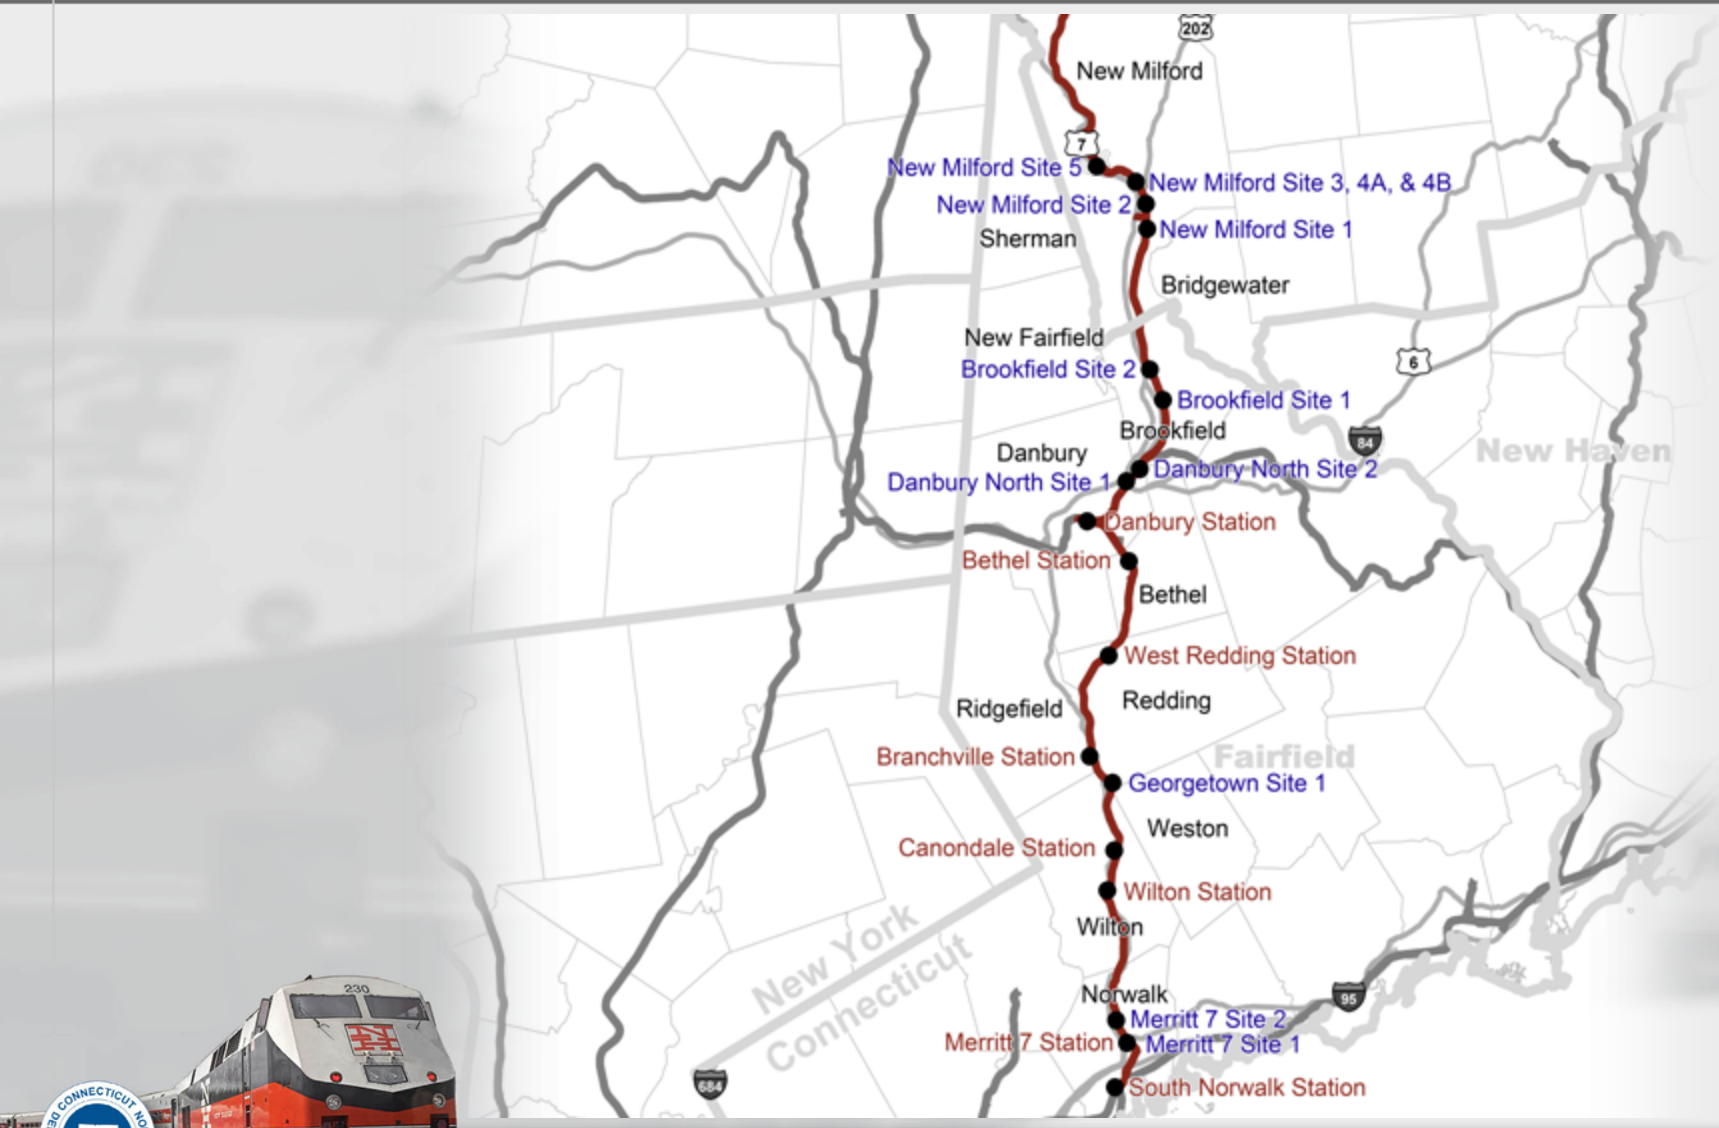 202
New Milford
7
New Milford Site 5
New Milford Site 3, 4A, & 4B
New Milford Site 2
New Milford Site 1
Sherman
Bridgewater
New Fairfield
6
Brookfield Site 2
Brookfield Site 1
Brookfield
84
New Haven
Danbury
Danbury North Site 2
Danbury North Site 1
Danbury Station
Bethel Station
Bethel
West Redding Station
Redding
Ridgefield
Branchville Station
Fairfield
Georgetown Site 1
Weston
Canondale Station
Wilton Station
Wilton
New York
Connecticut
Norwalk
95
Merritt 7 Site 2
Merritt 7 Station
Merritt 7 Site 1
684
South Norwalk Station
230
NH
CONNECTICUT